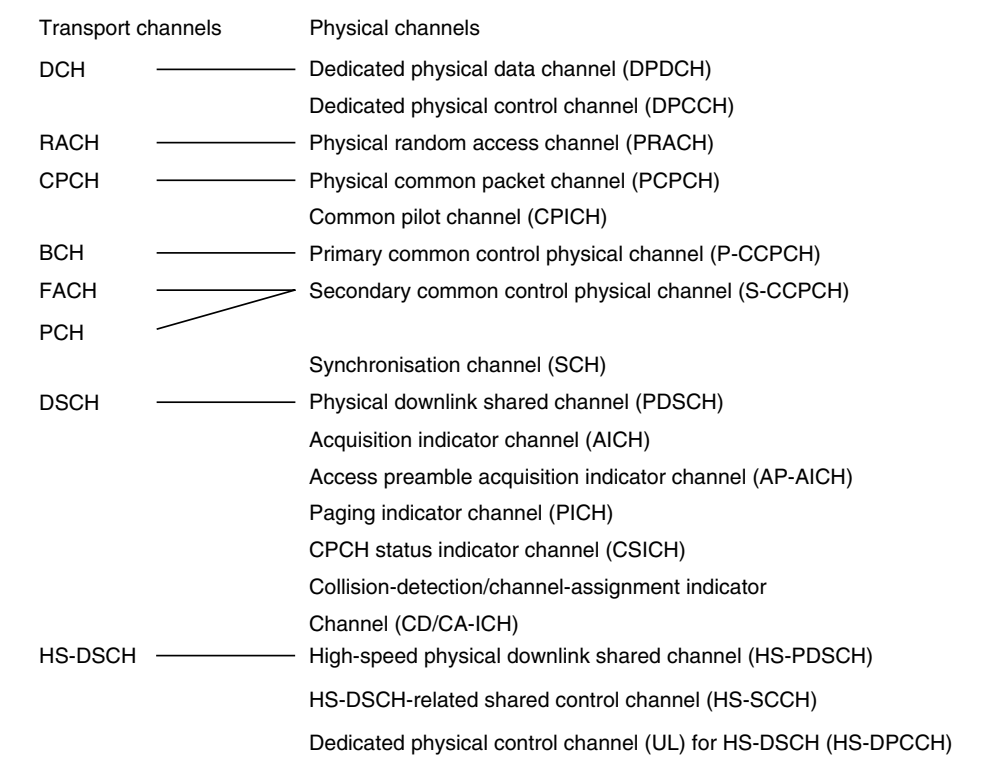 Transport channels Physical channels
DCH Dedicated physical data channel (DPDCH)
Dedicated physical control channel (DPCCH)
RACH Physical random access channel (PRACH)
CPCH Physical common packet channel (PCPCH)
Common pilot channel (CPICH)
BCH Primary common control physical channel (P-CCPCH)
FACH Secondary common control physical channel (S-CCPCH)
PCH
Synchronisation channel (SCH)
DSCH Physical downlink shared channel (PDSCH)
Acquisition indicator channel (AICH)
Access preamble acquisition indicator channel (AP-AICH)
Paging indicator channel (PICH)
CPCH status indicator channel (CSICH)
Collision-detection/channel-assignment indicator
Channel (CD/CA-ICH)
HS-DSCH High-speed physical downlink shared channel (HS-PDSCH)
HS-DSCH-related shared control channel (HS-SCCH)
Dedicated physical control channel (UL) for HS-DSCH (HS-DPCCH)